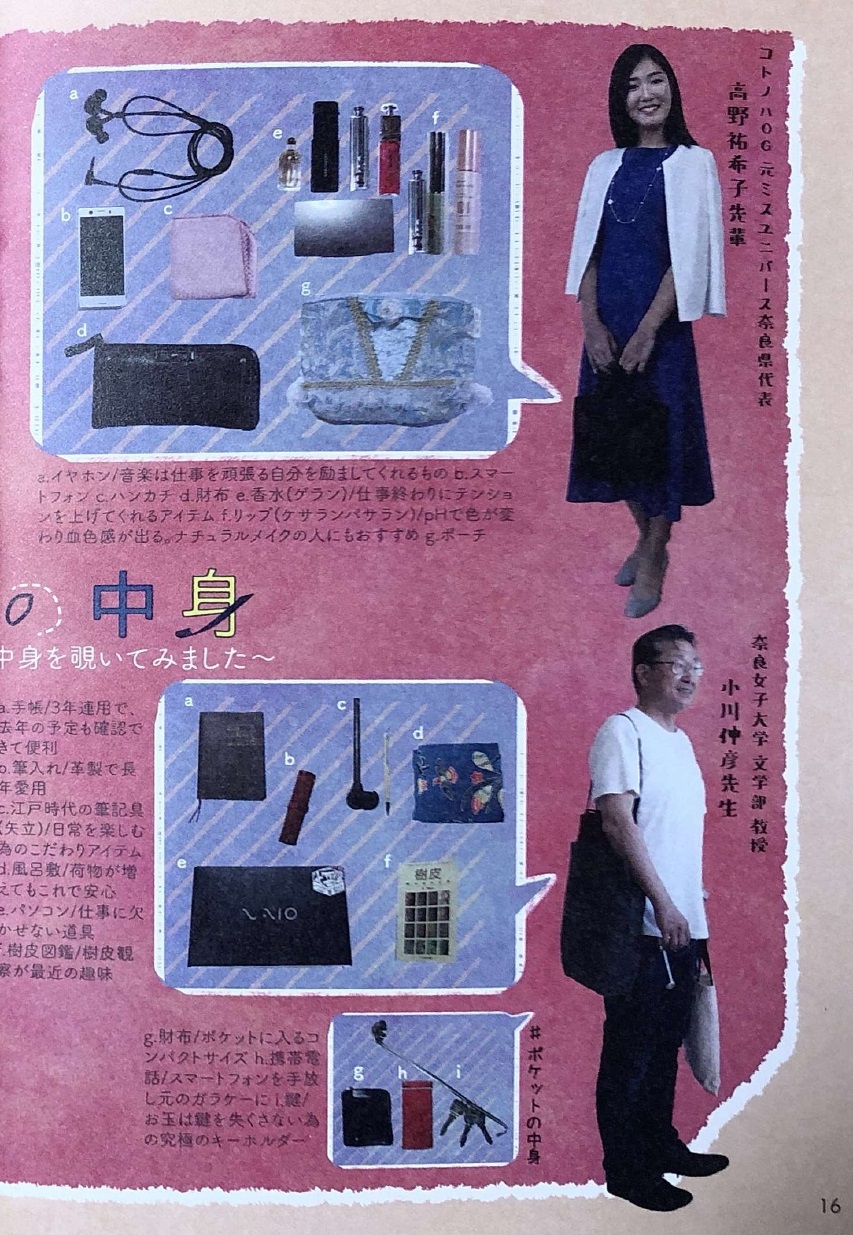 コトノハOG 元ミスユニバース奈良県代表
高野祐希子先輩
a
b
c
d
e
f
g
a.イヤホン/音楽は仕事を頑張る自分を励ましてくれるもの b.スマー
トフォン c.ハンカチ d.財布 e.香水(ゲラン)/仕事終わりにテンショ
ンを上げてくれるアイテム f.リップ(ケサランパサラン)/pHで色が変
わり血色感が出る。ナチュラルメイクの人にもおすすめ g.ポーチ
の中身
中身を覗いてみました〜
奈良女子大学 文学部 教授
小川伸彦先生
a.手帳/3年連用で、
去年の予定も確認で
きて便利
b.筆入れ/革製で長
年愛用
c.江戸時代の筆記具
(矢立)/日常を楽しむ
為のこだわりアイテム
d.風呂敷/荷物が増
えてもこれで安心
e.パソコン/仕事に欠
かせない道具
f.樹皮図鑑/樹皮観
察が最近の趣味
a
b
c
d
e
f
VAIO
樹皮
g.財布/ポケットに入るコ
ンパクトサイズ h.携帯電
話/スマートフォンを手放
し元のガラケーに i.鍵/
お玉は鍵を失くさない為
の究極のキーホルダー
g h i
#ポケットの中身
16